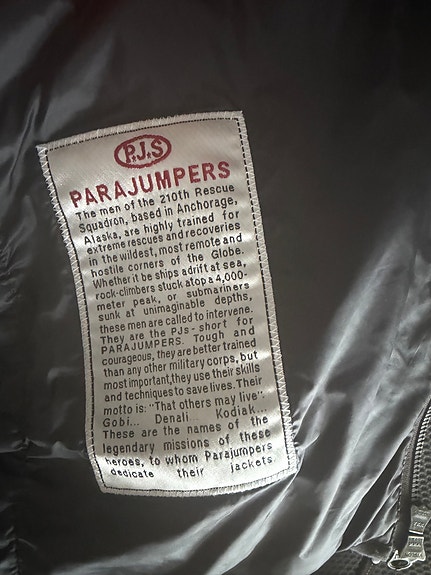 P.J.S
PARAJUMPERS
The men of the 210th Rescue
Squadron, based in Anchorage,
Alaska, are highly trained for
extreme rescues and recoveries
in the wildest, most remote and
hostile corners of the Globe.
Whether it be ships adrift at sea,
rock-climbers stuck atop a 4,000-
meter peak, or submariners
sunk at unimaginable depths,
these men are called to intervene.
They are the PJs - short for
PARAJUMPERS. Tough and
courageous, they are better trained
than any other military corps, but
most important,they use their skills
and techniques to save lives. Their
motto is: "That others may live".
Gobi... Denali... Kodiak...
These are the names of the
legendary missions of these
heroes, to whom Parajumpers
dedicate their jackets